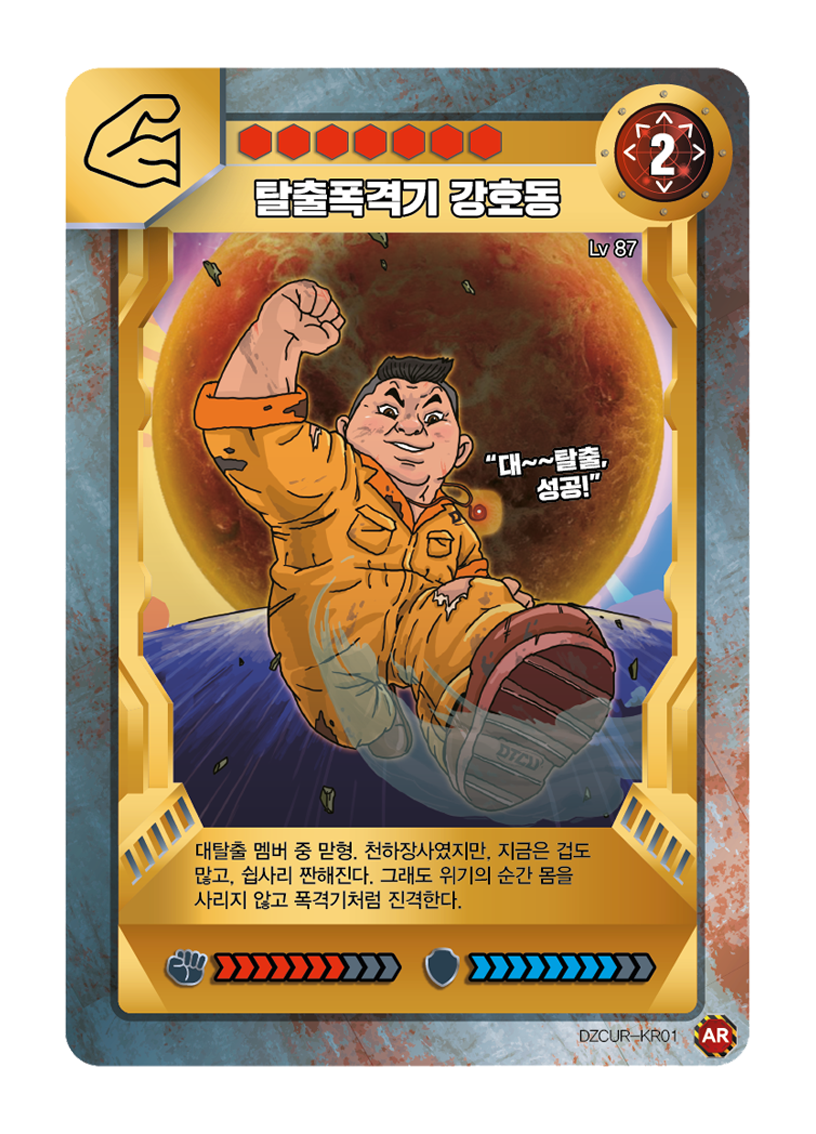 2
탈출폭격기 강호동
Lv 87
“대~~탈출,
성공!”
DTCU
대탈출 멤버 중 맏형. 천하장사였지만, 지금은 겁도
많고, 쉽사리 짠해진다. 그래도 위기의 순간 몸을
사리지 않고 폭격기처럼 진격한다.
DZCUR-KR01 AR